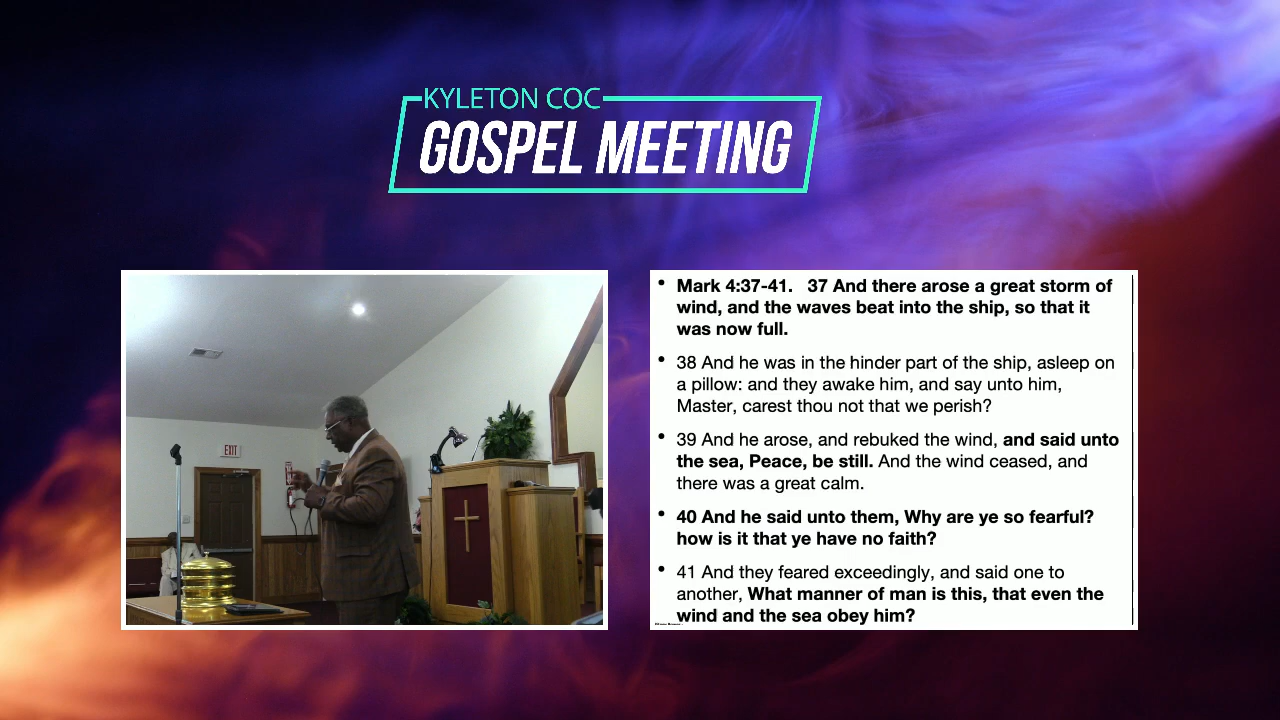 KYLETON COC
GOSPEL MEETING
EXIT
• Mark 4:37-41.   37 And there arose a great storm of
wind, and the waves beat into the ship, so that it
was now full.
• 38 And he was in the hinder part of the ship, asleep on
a pillow: and they awake him, and say unto him,
Master, carest thou not that we perish?
• 39 And he arose, and rebuked the wind, and said unto
the sea, Peace, be still. And the wind ceased, and
there was a great calm.
• 40 And he said unto them, Why are ye so fearful?
how is it that ye have no faith?
• 41 And they feared exceedingly, and said one to
another, What manner of man is this, that even the
wind and the sea obey him?